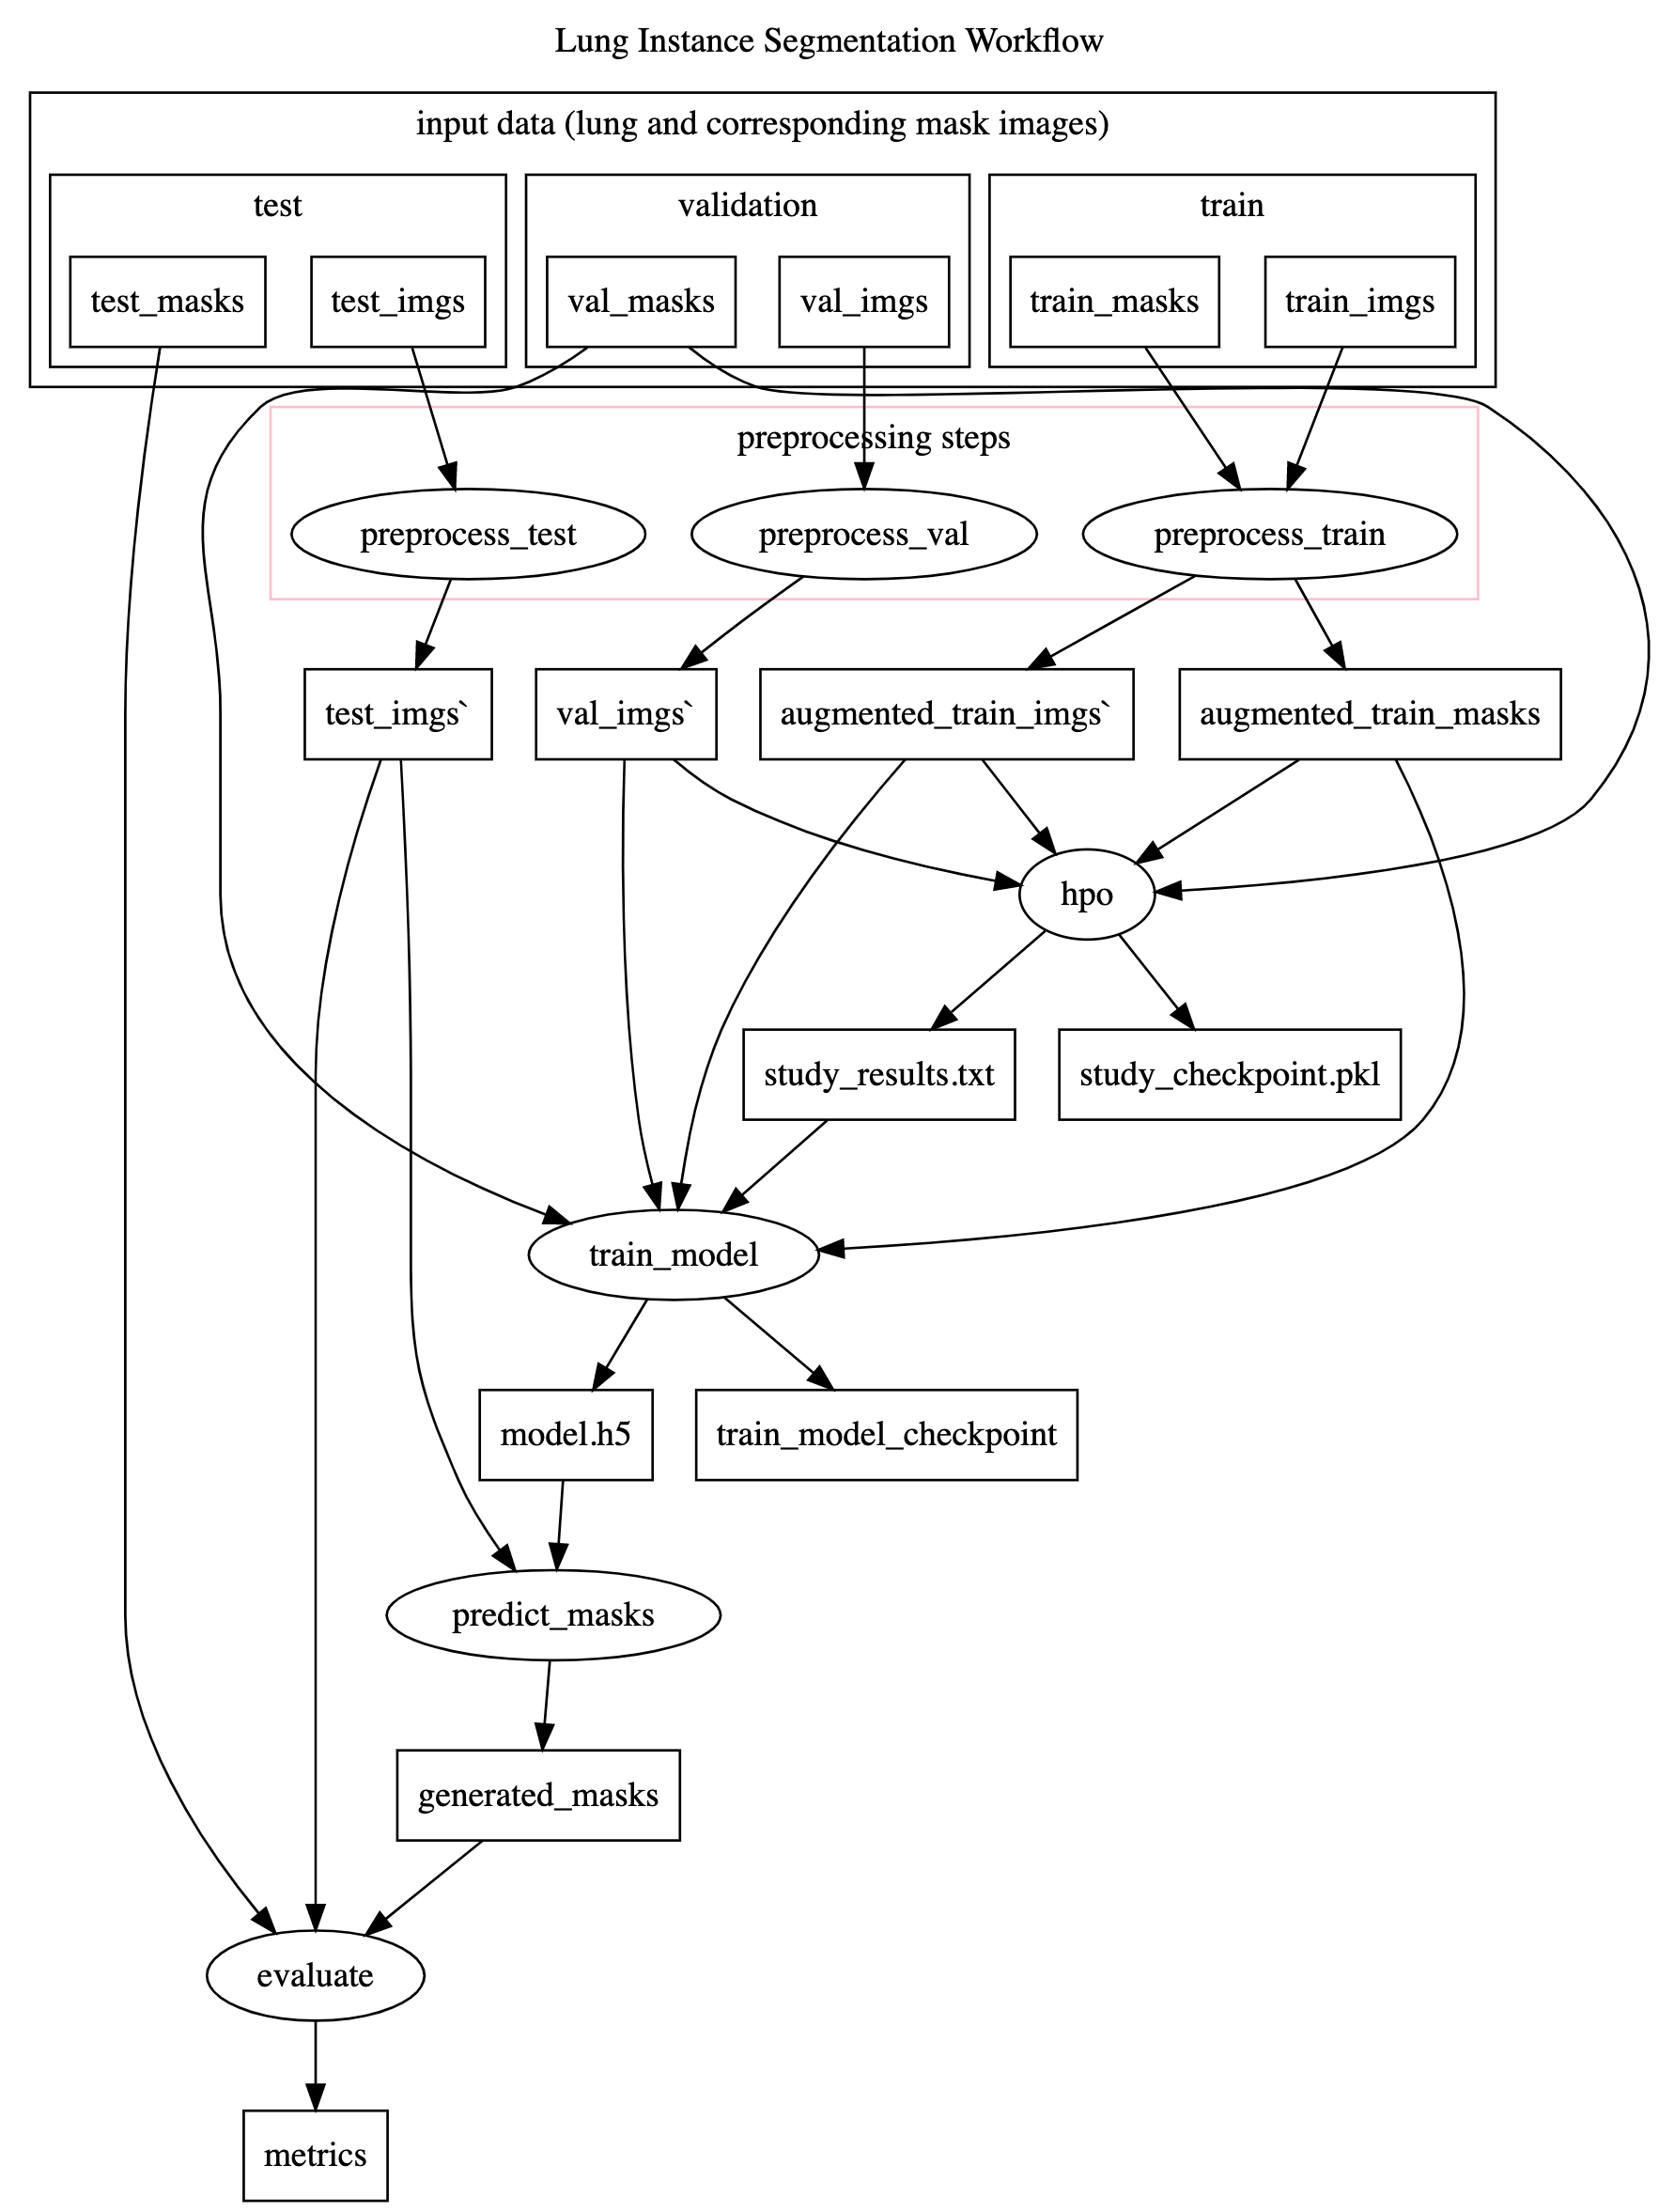 Lung Instance Segmentation Workflow
input data (lung and corresponding mask images)
test
validation
train
test_masks
test_imgs
val_masks
val_imgs
train_masks
train_imgs
preprocessing steps
preprocess_test
preprocess_val
preprocess_train
test_imgs`
val_imgs`
augmented_train_imgs`
augmented_train_masks
hpo
study_results.txt
study_checkpoint.pkl
train_model
model.h5
train_model_checkpoint
predict_masks
generated_masks
evaluate
metrics